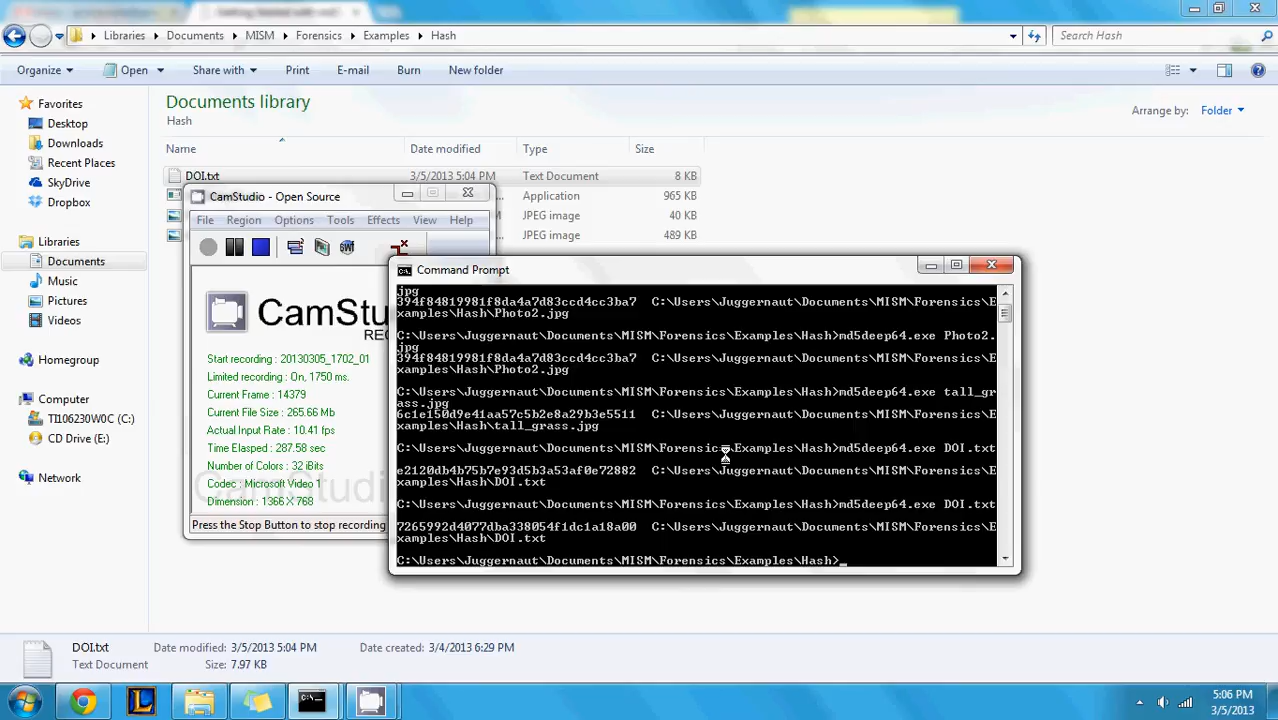 Libraries
Documents
MISM
Forensics
Examples
Hash
Search Hash
Organize
Open
Share with
Print
E-mail
Burn
New folder
Favorites
Desktop
Downloads
Recent Places
SkyDrive
Dropbox
Libraries
Documents
Music
Pictures
Videos
Homegroup
Computer
TI106230W0C (C:)
CD Drive (E:)
Network
Documents library
Hash
Arrange by: Folder
Name Date modified Type Size
DOI.txt 3/5/2013 5:04 PM Text Document 8 KB
Application 965 KB
JPEG image 40 KB
JPEG image 489 KB
CamStudio - Open Source
File Region Options Tools Effects View Help
SWF
Start recording : 20130305_1702_01
Limited recording : On, 1750 ms.
Current Frame : 14379
Current File Size : 265.66 Mb
Actual Input Rate : 10.41 fps
Time Elapsed : 287.58 sec
Number of Colors : 32 iBits
Codec : Microsoft Video 1
Dimension : 1366 X 768
Press the Stop Button to stop recording
Command Prompt
jpg
394f84819981f8da4a7d83ccd4cc3ba7 C:\Users\Juggernaut\Documents\MISM\Forensics\E
xamples\Hash\Photo2.jpg
C:\Users\Juggernaut\Documents\MISM\Forensics\Examples\Hash>md5deep64.exe Photo2.
jpg
394f84819981f8da4a7d83ccd4cc3ba7 C:\Users\Juggernaut\Documents\MISM\Forensics\E
xamples\Hash\Photo2.jpg
C:\Users\Juggernaut\Documents\MISM\Forensics\Examples\Hash>md5deep64.exe tall_gr
ass.jpg
6c1e150d9e41aa57c5b2e8a29b3e5511 C:\Users\Juggernaut\Documents\MISM\Forensics\E
xamples\Hash\tall_grass.jpg
C:\Users\Juggernaut\Documents\MISM\Forensics\Examples\Hash>md5deep64.exe DOI.txt
e2120db4b75b7e93d5b3a53af0e72882 C:\Users\Juggernaut\Documents\MISM\Forensics\E
xamples\Hash\DOI.txt
C:\Users\Juggernaut\Documents\MISM\Forensics\Examples\Hash>md5deep64.exe DOI.txt
7265992d4077dba338054f1dc1a18a00 C:\Users\Juggernaut\Documents\MISM\Forensics\E
xamples\Hash\DOI.txt
C:\Users\Juggernaut\Documents\MISM\Forensics\Examples\Hash>_
DOI.txt Date modified: 3/5/2013 5:04 PM Date created: 3/4/2013 6:29 PM
Text Document Size: 7.97 KB
5:06 PM
3/5/2013